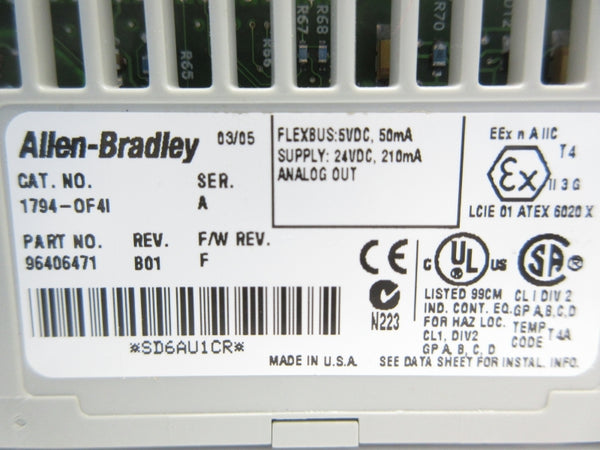 R65
R66
R67
R68
R70
Allen-Bradley 03/05
CAT. NO. SER.
1794-OF4I A
PART NO. REV. F/W REV.
96406471 B01 F
*SD6AU1CR*
FLEXBUS:5VDC, 50mA
SUPPLY: 24VDC, 210mA
ANALOG OUT
EEx n A IIC
T4
Ex II 3 G
LCIE 01 ATEX 6020 X
CE C UL US SA ®
N223
LISTED 99CM
IND. CONT. EQ.
FOR HAZ LOC.
CL1, DIV2
GP A, B, C, D
CL I DIV 2
GP A,B,C,D
TEMP T4A
CODE
MADE IN U.S.A. SEE DATA SHEET FOR INSTAL. INFO.